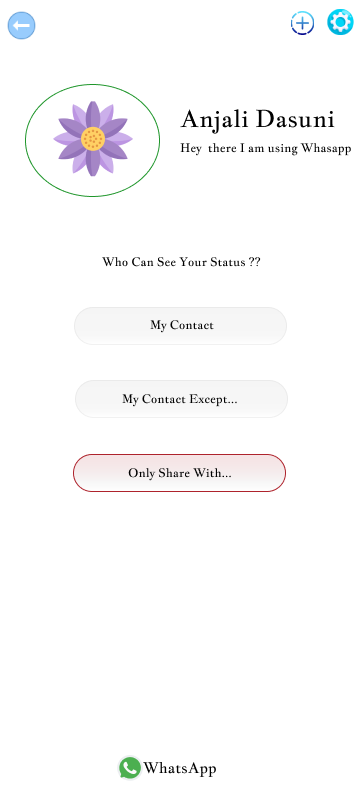 Anjali Dasuni
Hey there I am using Whasapp
Who Can See Your Status ??
My Contact
My Contact Except...
Only Share With...
WhatsApp